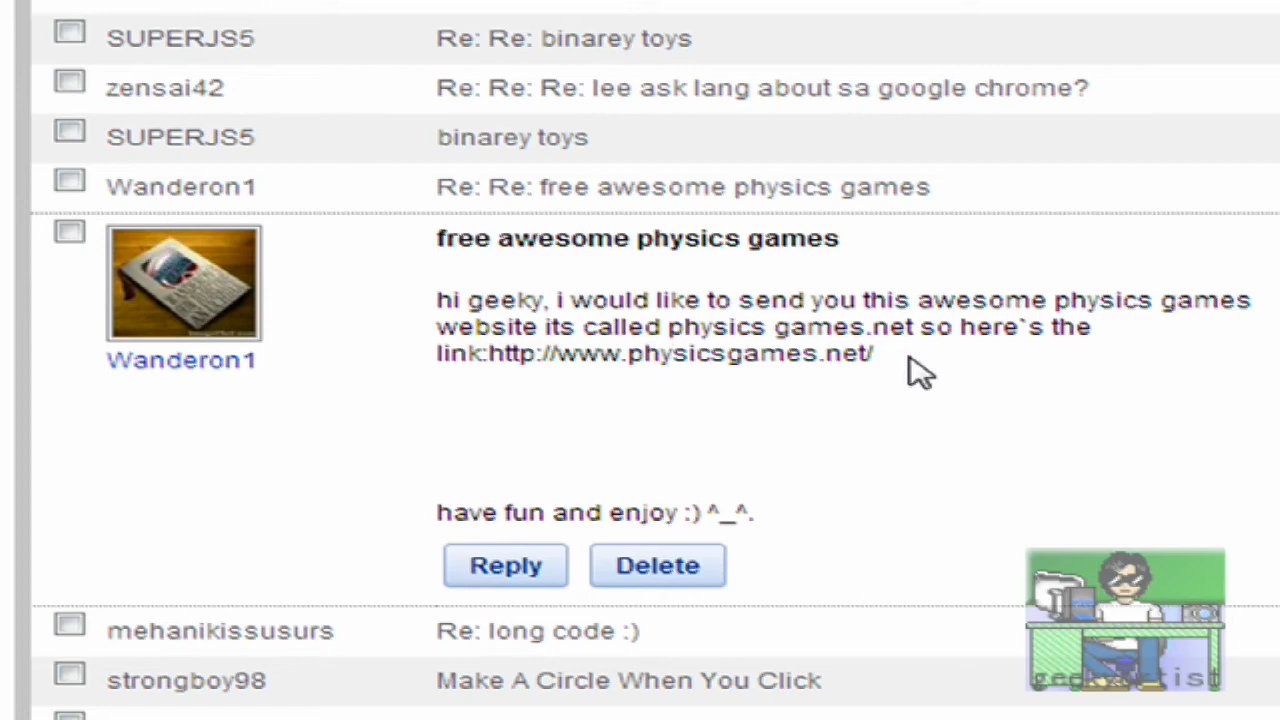 SUPERJS5 Re: Re: binarey toys
zensai42 Re: Re: Re: lee ask lang about sa google chrome?
SUPERJS5 binarey toys
Wanderon1 Re: Re: free awesome physics games
free awesome physics games
hi geeky, i would like to send you this awesome physics games
website its called physics games.net so here`s the
link:http://www.physicsgames.net/
Wanderon1
have fun and enjoy :) ^_^.
Reply Delete
mehanikissusurs Re: long code :)
strongboy98 Make A Circle When You Click
geekyartist